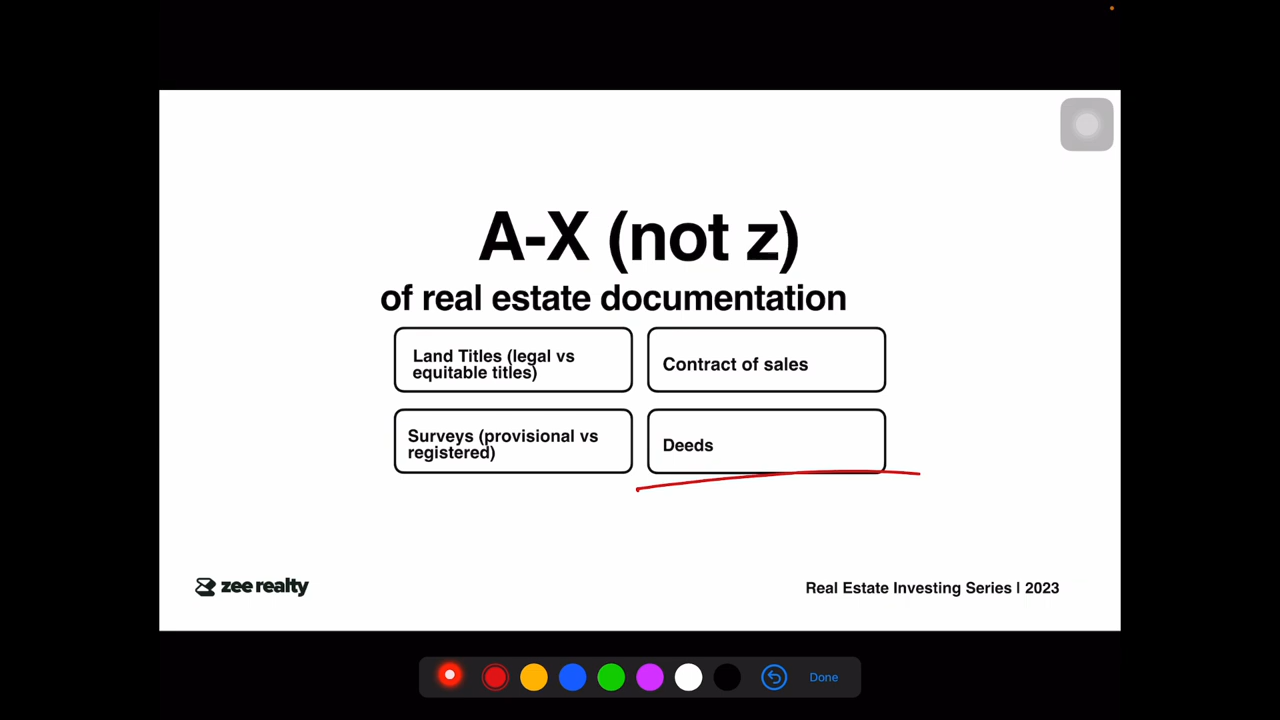 A-X (not z)
of real estate documentation
Land Titles (legal vs
equitable titles)
Contract of sales
Surveys (provisional vs
registered)
Deeds
zee realty
Real Estate Investing Series | 2023
Done